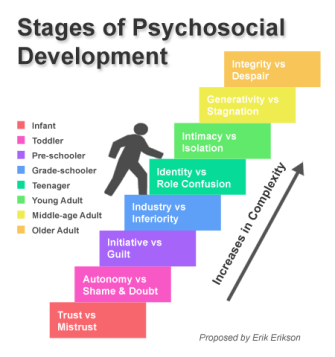 Stages of Psychosocial
Development
Integrity vs
Despair
Generativity vs
Stagnation
Infant
Toddler
Pre-schooler
Grade-schooler
Teenager
Young Adult
Middle-age Adult
Older Adult
Intimacy vs
Isolation
Identity vs
Role Confusion
Industry vs
Inferiority
Initiative vs
Guilt
Autonomy vs
Shame & Doubt
Trust vs
Mistrust
Increases in Complexity
Proposed by Erik Erikson